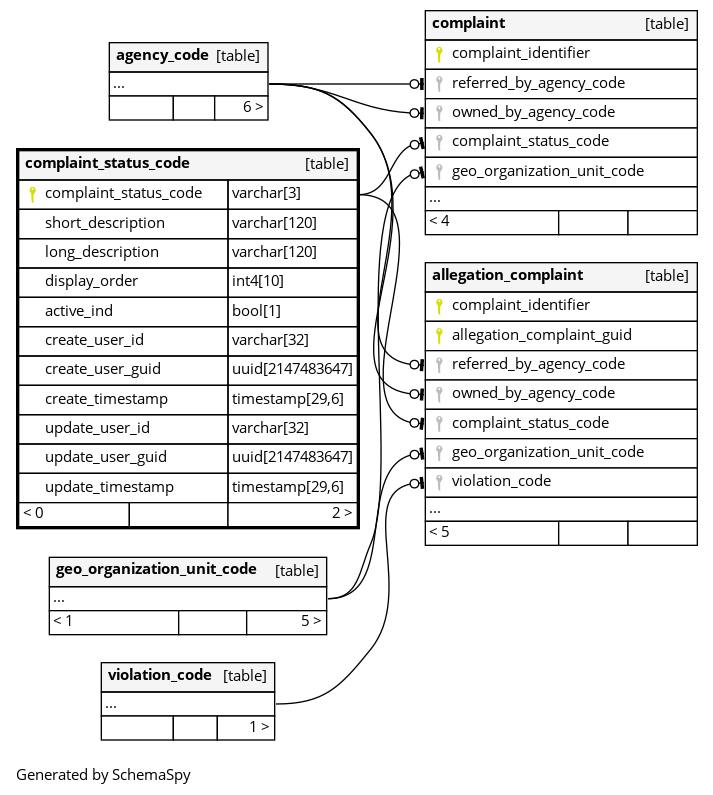 agency_code [table]
...
6 >
complaint_status_code [table]
complaint_status_code varchar[3]
short_description varchar[120]
long_description varchar[120]
display_order int4[10]
active_ind bool[1]
create_user_id varchar[32]
create_user_guid uuid[2147483647]
create_timestamp timestamp[29,6]
update_user_id varchar[32]
update_user_guid uuid[2147483647]
update_timestamp timestamp[29,6]
< 0 2 >
geo_organization_unit_code [table]
...
< 1 5 >
violation_code [table]
...
1 >
complaint [table]
complaint_identifier
referred_by_agency_code
owned_by_agency_code
complaint_status_code
geo_organization_unit_code
...
< 4
allegation_complaint [table]
complaint_identifier
allegation_complaint_guid
referred_by_agency_code
owned_by_agency_code
complaint_status_code
geo_organization_unit_code
violation_code
...
< 5
Generated by SchemaSpy